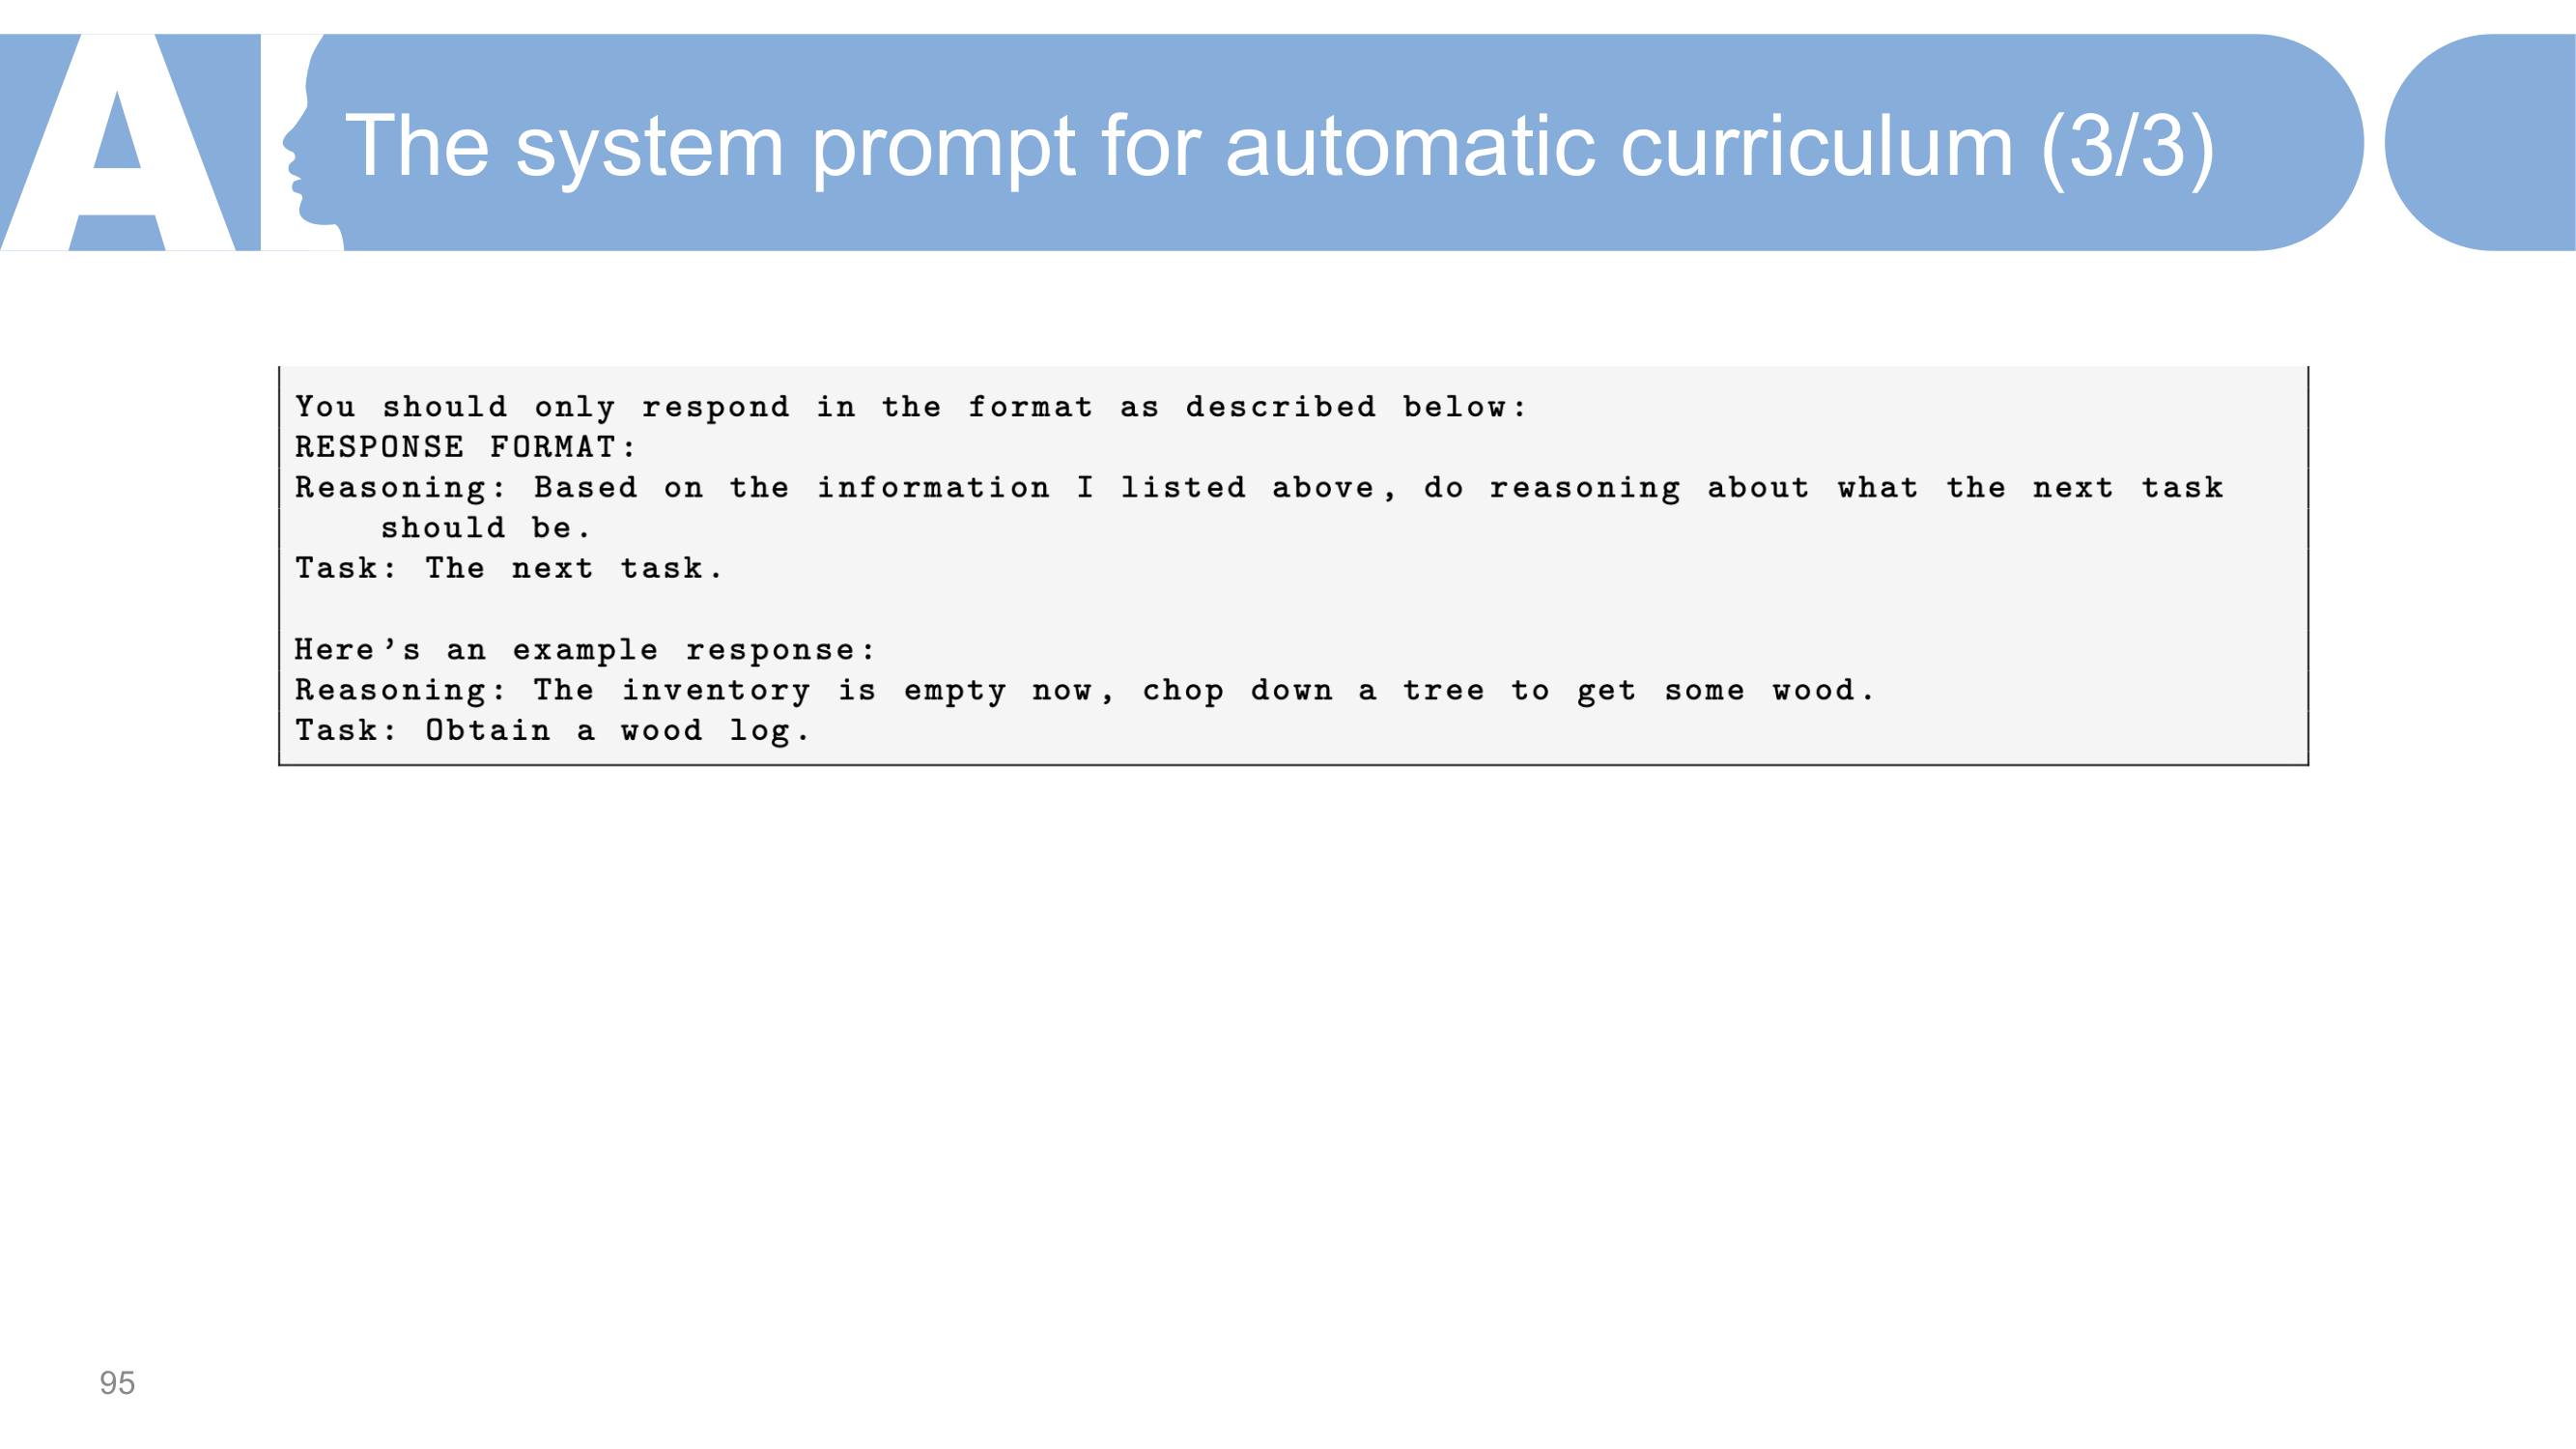 AI
The system prompt for automatic curriculum (3/3)
You should only respond in the format as described below:
RESPONSE FORMAT:
Reasoning: Based on the information I listed above, do reasoning about what the next task
should be.
Task: The next task.
Here's an example response:
Reasoning: The inventory is empty now, chop down a tree to get some wood.
Task: Obtain a wood log.
95